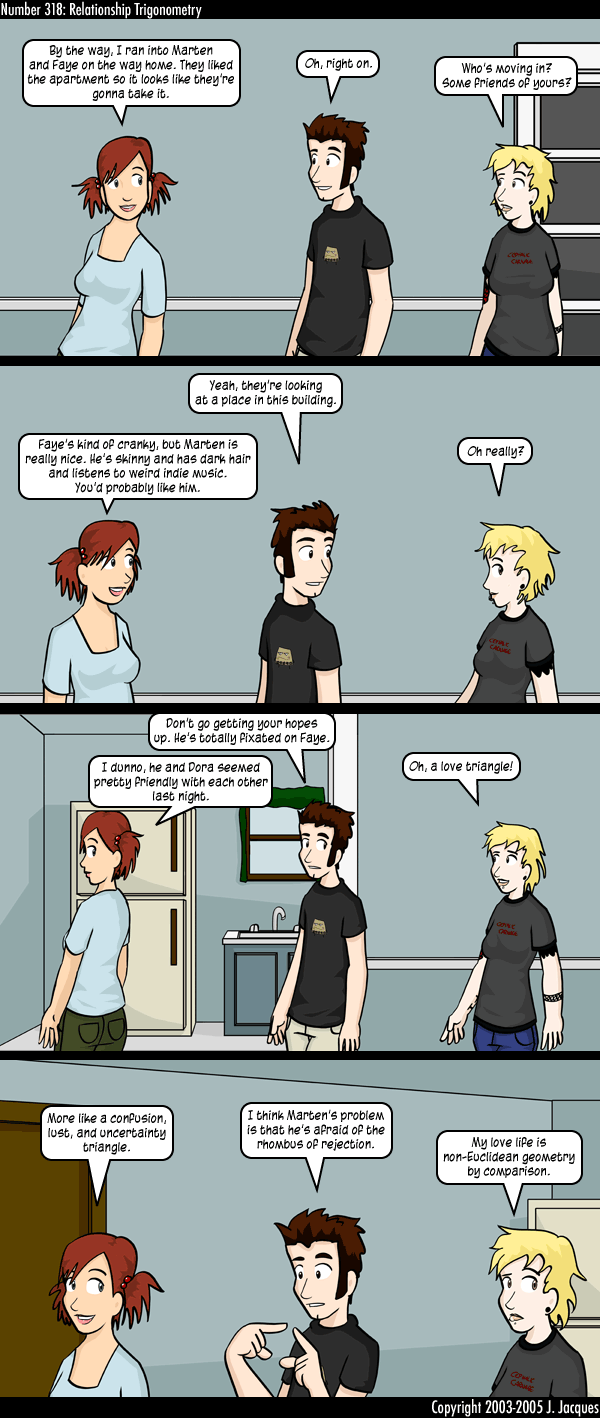 Number 318: Relationship Trigonometry
By the way, I ran into Marten
and Faye on the way home. They liked
the apartment so it looks like they're
gonna take it.
Oh, right on.
Who's moving in?
Some friends of yours?
Yeah, they're looking
at a place in this building.
Faye's kind of cranky, but Marten is
really nice. He's skinny and has dark hair
and listens to weird indie music.
You'd probably like him.
Oh really?
Don't go getting your hopes
up. He's totally fixated on Faye.
I dunno, he and Dora seemed
pretty friendly with each other
last night.
Oh, a love triangle!
More like a confusion,
lust, and uncertainty
triangle.
I think Marten's problem
is that he's afraid of the
rhombus of rejection.
My love life is
non-Euclidean geometry
by comparison.
Copyright 2003-2005 J. Jacques